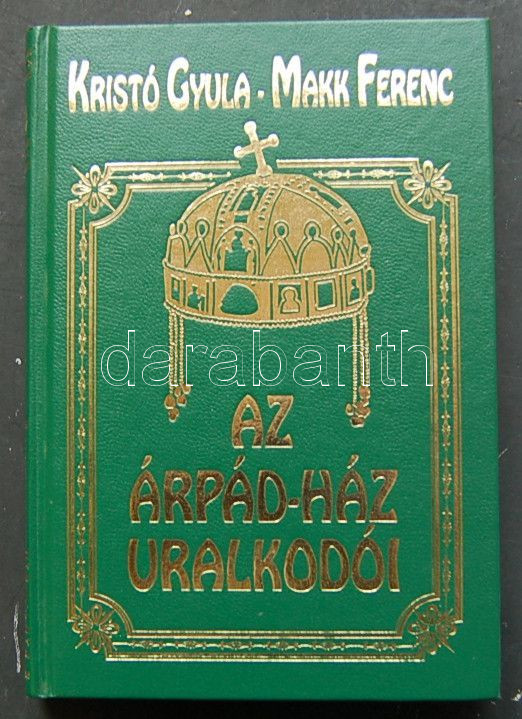 KRISTÓ GYULA - MAKK FERENC
darabanth
AZ
ÁRPÁD-HÁZ
URALKODÓI